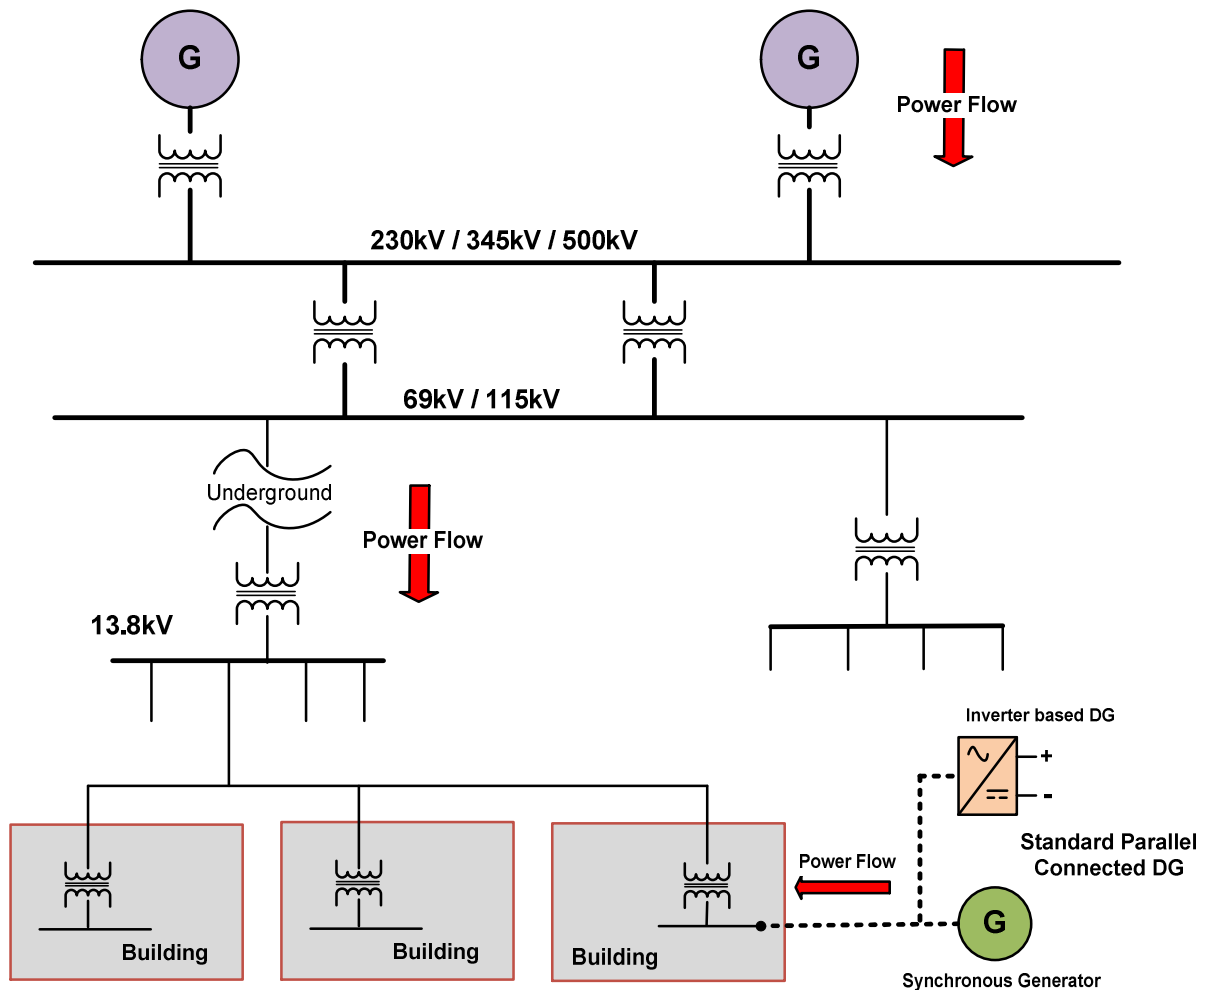 G
G
Power Flow
230kV / 345kV / 500kV
69kV / 115kV
Underground
Power Flow
13.8kV
Inverter based DG
+
-
Standard Parallel
Connected DG
Power Flow
G
Building
Building
Building
Synchronous Generator